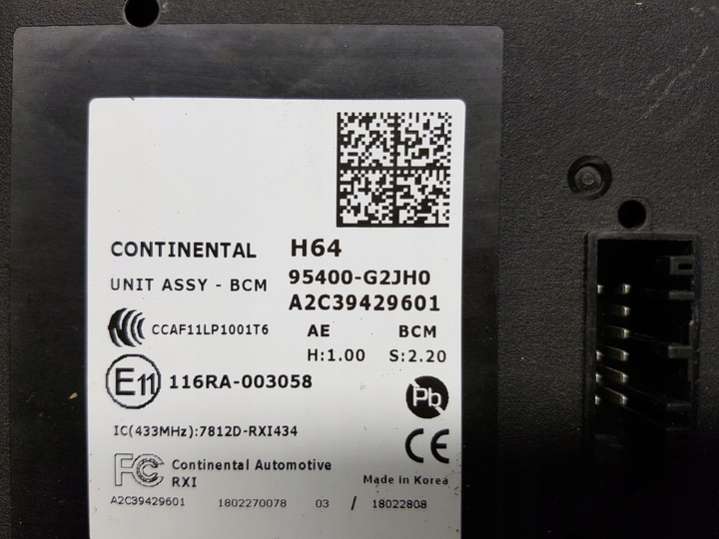 CONTINENTAL H64
UNIT ASSY - BCM 95400-G2JH0
A2C39429601
CCAF11LP1001T6 AE BCM
H:1.00 S:2.20
E11 116RA-003058 Pb
IC(433MHz):7812D-RXI434
CE
FC Continental Automotive
RXI Made in Korea
A2C39429601 1802270078 03 / 18022808